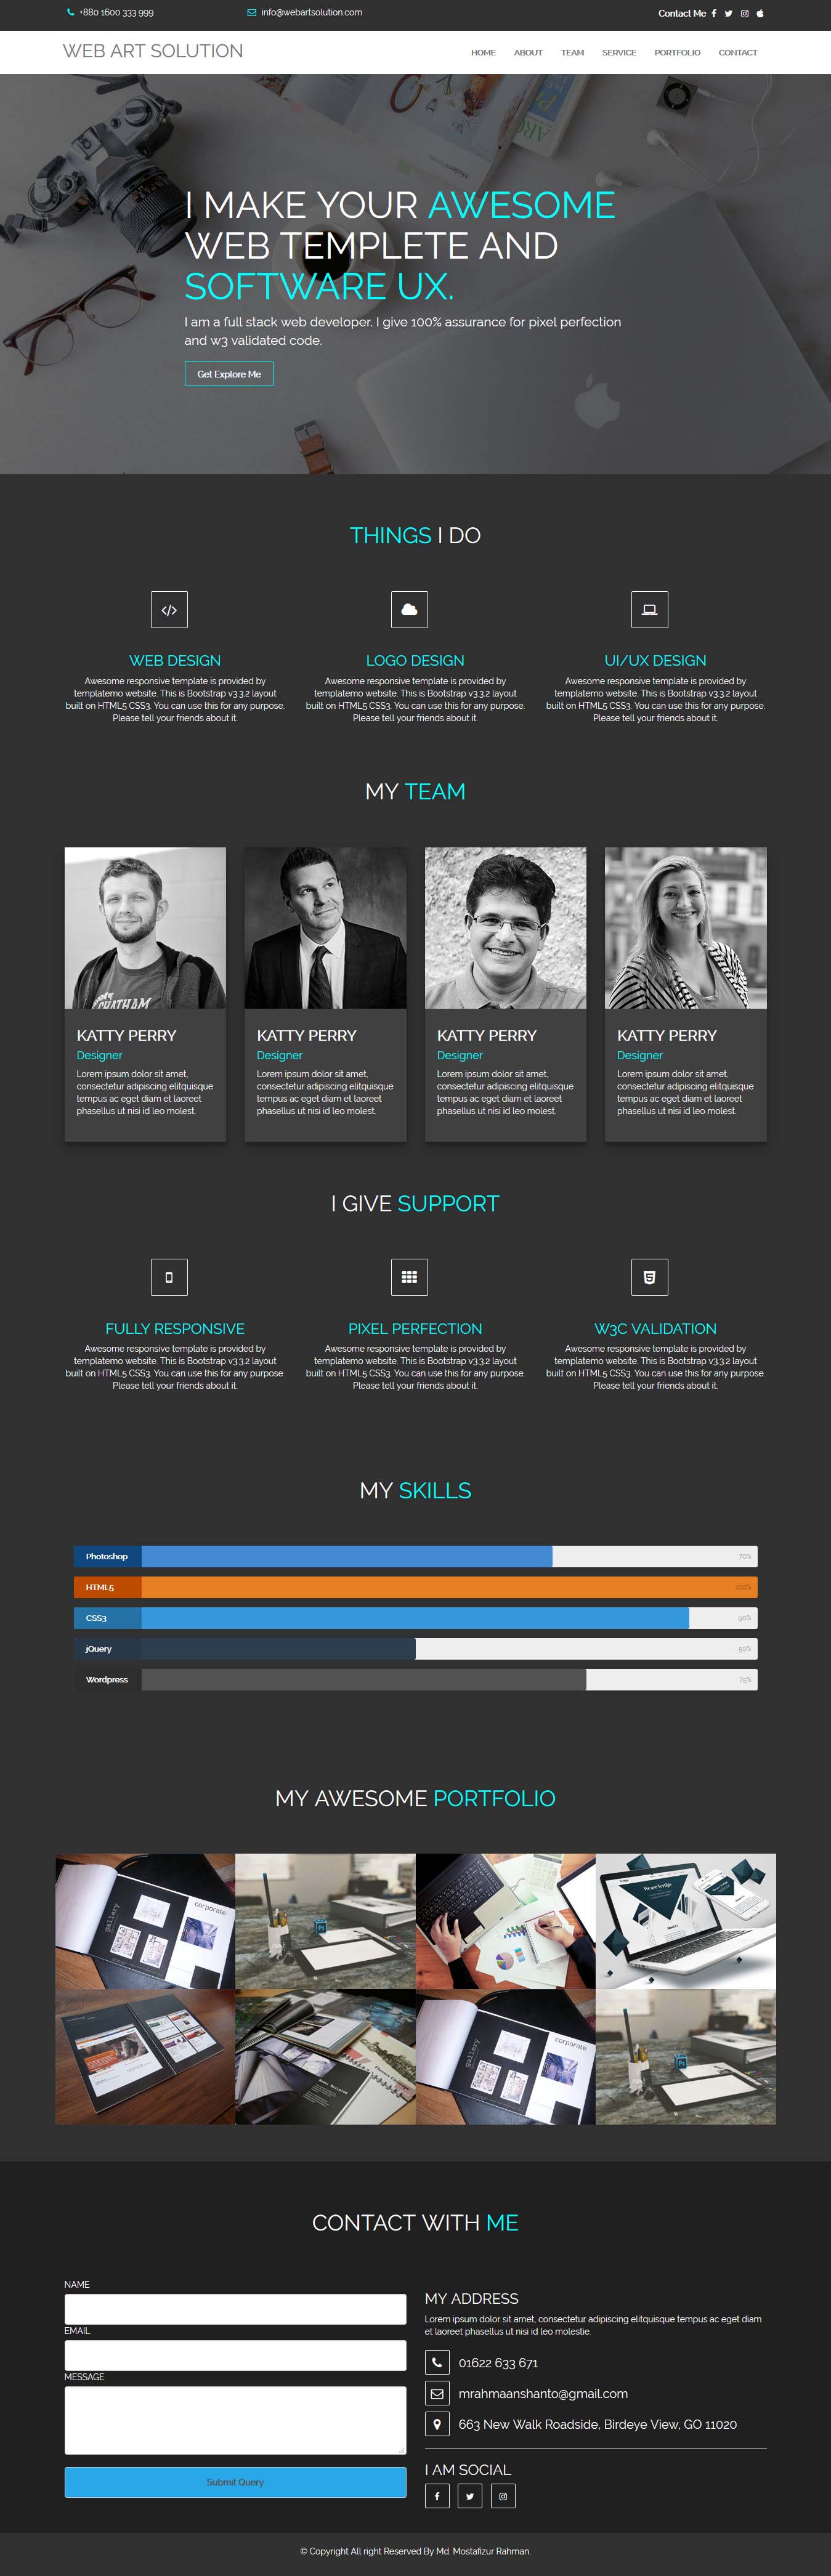 +880 1600 333 999
info@webartsolution.com
Contact Me
WEB ART SOLUTION
HOME ABOUT TEAM SERVICE PORTFOLIO CONTACT
I MAKE YOUR AWESOME
WEB TEMPLETE AND
SOFTWARE UX.
I am a full stack web developer. I give 100% assurance for pixel perfection
and w3 validated code.
Get Explore Me
THINGS I DO
WEB DESIGN
Awesome responsive template is provided by
templatemo website. This is Bootstrap v3.3.2 layout
built on HTML5 CSS3. You can use this for any purpose.
Please tell your friends about it.
LOGO DESIGN
Awesome responsive template is provided by
templatemo website. This is Bootstrap v3.3.2 layout
built on HTML5 CSS3. You can use this for any purpose.
Please tell your friends about it.
UI/UX DESIGN
Awesome responsive template is provided by
templatemo website. This is Bootstrap v3.3.2 layout
built on HTML5 CSS3. You can use this for any purpose.
Please tell your friends about it.
MY TEAM
CHATHAM
KATTY PERRY
Designer
Lorem ipsum dolor sit amet,
consectetur adipiscing elitquisque
tempus ac eget diam et laoreet
phasellus ut nisi id leo molest.
KATTY PERRY
Designer
Lorem ipsum dolor sit amet,
consectetur adipiscing elitquisque
tempus ac eget diam et laoreet
phasellus ut nisi id leo molest.
KATTY PERRY
Designer
Lorem ipsum dolor sit amet,
consectetur adipiscing elitquisque
tempus ac eget diam et laoreet
phasellus ut nisi id leo molest.
KATTY PERRY
Designer
Lorem ipsum dolor sit amet,
consectetur adipiscing elitquisque
tempus ac eget diam et laoreet
phasellus ut nisi id leo molest.
I GIVE SUPPORT
FULLY RESPONSIVE
Awesome responsive template is provided by
templatemo website. This is Bootstrap v3.3.2 layout
built on HTML5 CSS3. You can use this for any purpose.
Please tell your friends about it.
PIXEL PERFECTION
Awesome responsive template is provided by
templatemo website. This is Bootstrap v3.3.2 layout
built on HTML5 CSS3. You can use this for any purpose.
Please tell your friends about it.
W3C VALIDATION
Awesome responsive template is provided by
templatemo website. This is Bootstrap v3.3.2 layout
built on HTML5 CSS3. You can use this for any purpose.
Please tell your friends about it.
MY SKILLS
Photoshop 70%
HTML5 100%
CSS3 90%
jQuery 50%
Wordpress 75%
MY AWESOME PORTFOLIO
gallery
corporate
Ps
gallery
corporate
Ps
CONTACT WITH ME
NAME
EMAIL
MESSAGE
Submit Query
MY ADDRESS
Lorem ipsum dolor sit amet, consectetur adipiscing elitquisque tempus ac eget diam
et laoreet phasellus ut nisi id leo molestie.
01622 633 671
mrahmaanshanto@gmail.com
663 New Walk Roadside, Birdeye View, GO 11020
I AM SOCIAL
© Copyright All right Reserved By Md. Mostafizur Rahman.